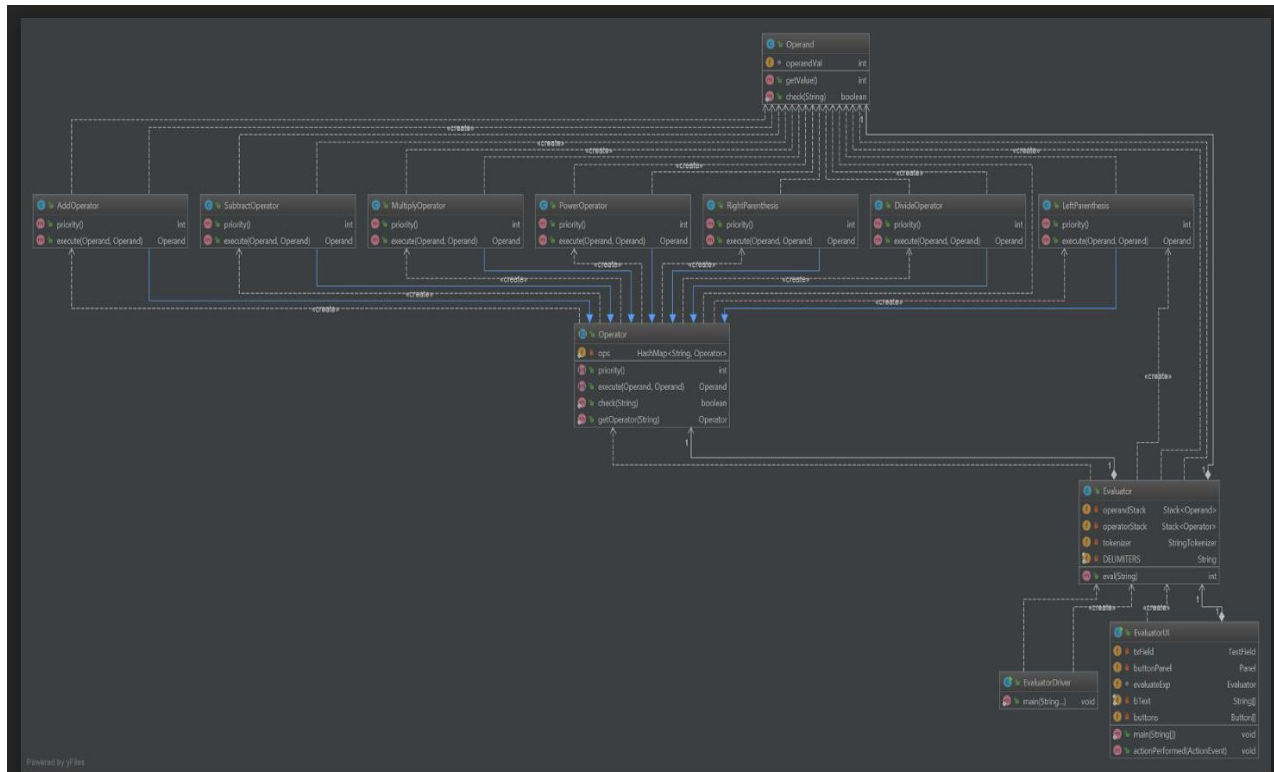 Operand
operandVal int
getValue() int
check(String) boolean
1
«create»
«create»
«create»
«create»
«create»
AddOperator
priority() int
execute(Operand, Operand) Operand
SubtractOperator
priority() int
execute(Operand, Operand) Operand
MultiplyOperator
priority() int
execute(Operand, Operand) Operand
PowerOperator
priority() int
execute(Operand, Operand) Operand
RightParenthesis
priority() int
execute(Operand, Operand) Operand
DivideOperator
priority() int
execute(Operand, Operand) Operand
LeftParenthesis
priority() int
execute(Operand, Operand) Operand
«create»
«create»
«create»
«create»
«create»
«create»
«create»
Operator
ops HashMap<String, Operator>
priority() int
execute(Operand, Operand) Operand
check(String) boolean
getOperator(String) Operator
«create»
1
1
1
Evaluator
operandStack Stack<Operand>
operatorStack Stack<Operator>
tokenizer StringTokenizer
DELIMITERS String
eval(String) int
«create»
«create»
1
1
EvaluatorUI
txField TextField
buttonPanel Panel
evaluateExp Evaluator
bText String[]
buttons Button[]
main(String[]) void
actionPerformed(ActionEvent) void
EvaluatorDriver
main(String...) void
Powered by yFiles